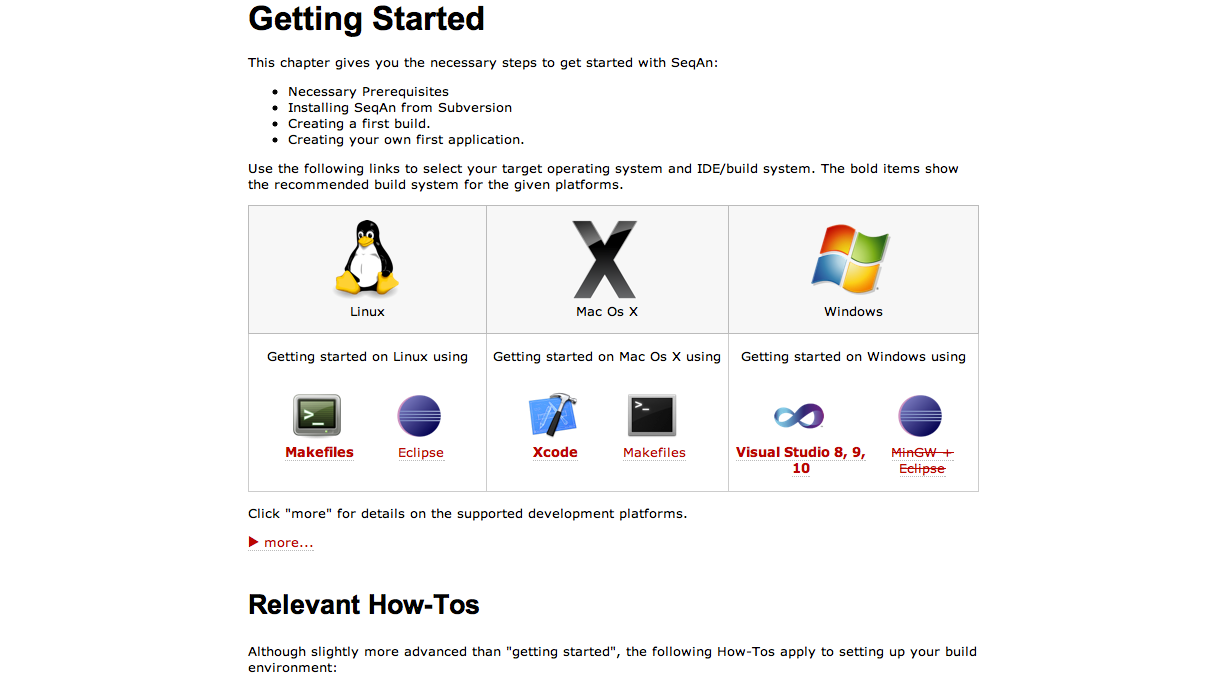 Getting Started
This chapter gives you the necessary steps to get started with SeqAn:
Necessary Prerequisites
Installing SeqAn from Subversion
Creating a first build.
Creating your own first application.
Use the following links to select your target operating system and IDE/build system. The bold items show
the recommended build system for the given platforms.
Linux
Mac Os X
Windows
Getting started on Linux using
Makefiles
Eclipse
Getting started on Mac Os X using
Xcode
Makefiles
Getting started on Windows using
Visual Studio 8, 9,
10
MinGW +
Eclipse
Click "more" for details on the supported development platforms.
more...
Relevant How-Tos
Although slightly more advanced than "getting started", the following How-Tos apply to setting up your build
environment: